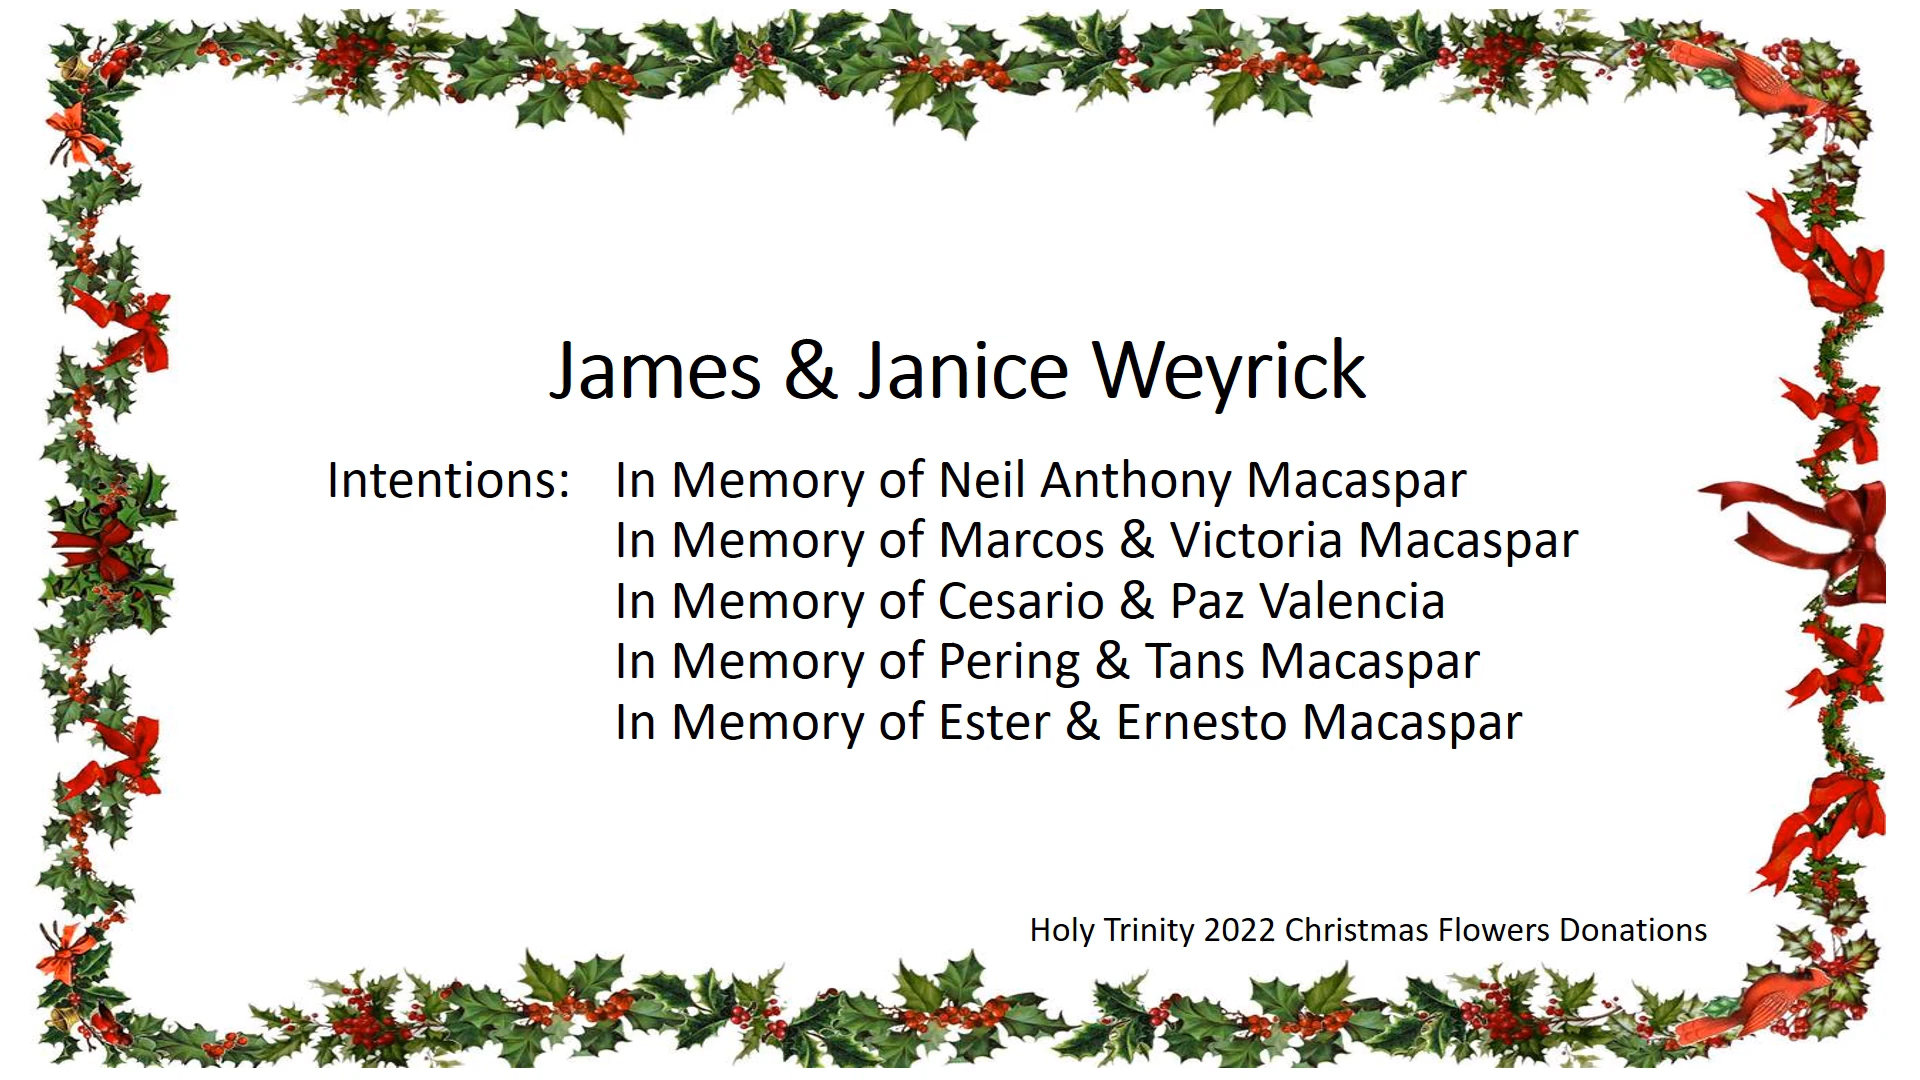 James & Janice Weyrick
Intentions: In Memory of Neil Anthony Macaspar
In Memory of Marcos & Victoria Macaspar
In Memory of Cesario & Paz Valencia
In Memory of Pering & Tans Macaspar
In Memory of Ester & Ernesto Macaspar
Holy Trinity 2022 Christmas Flowers Donations